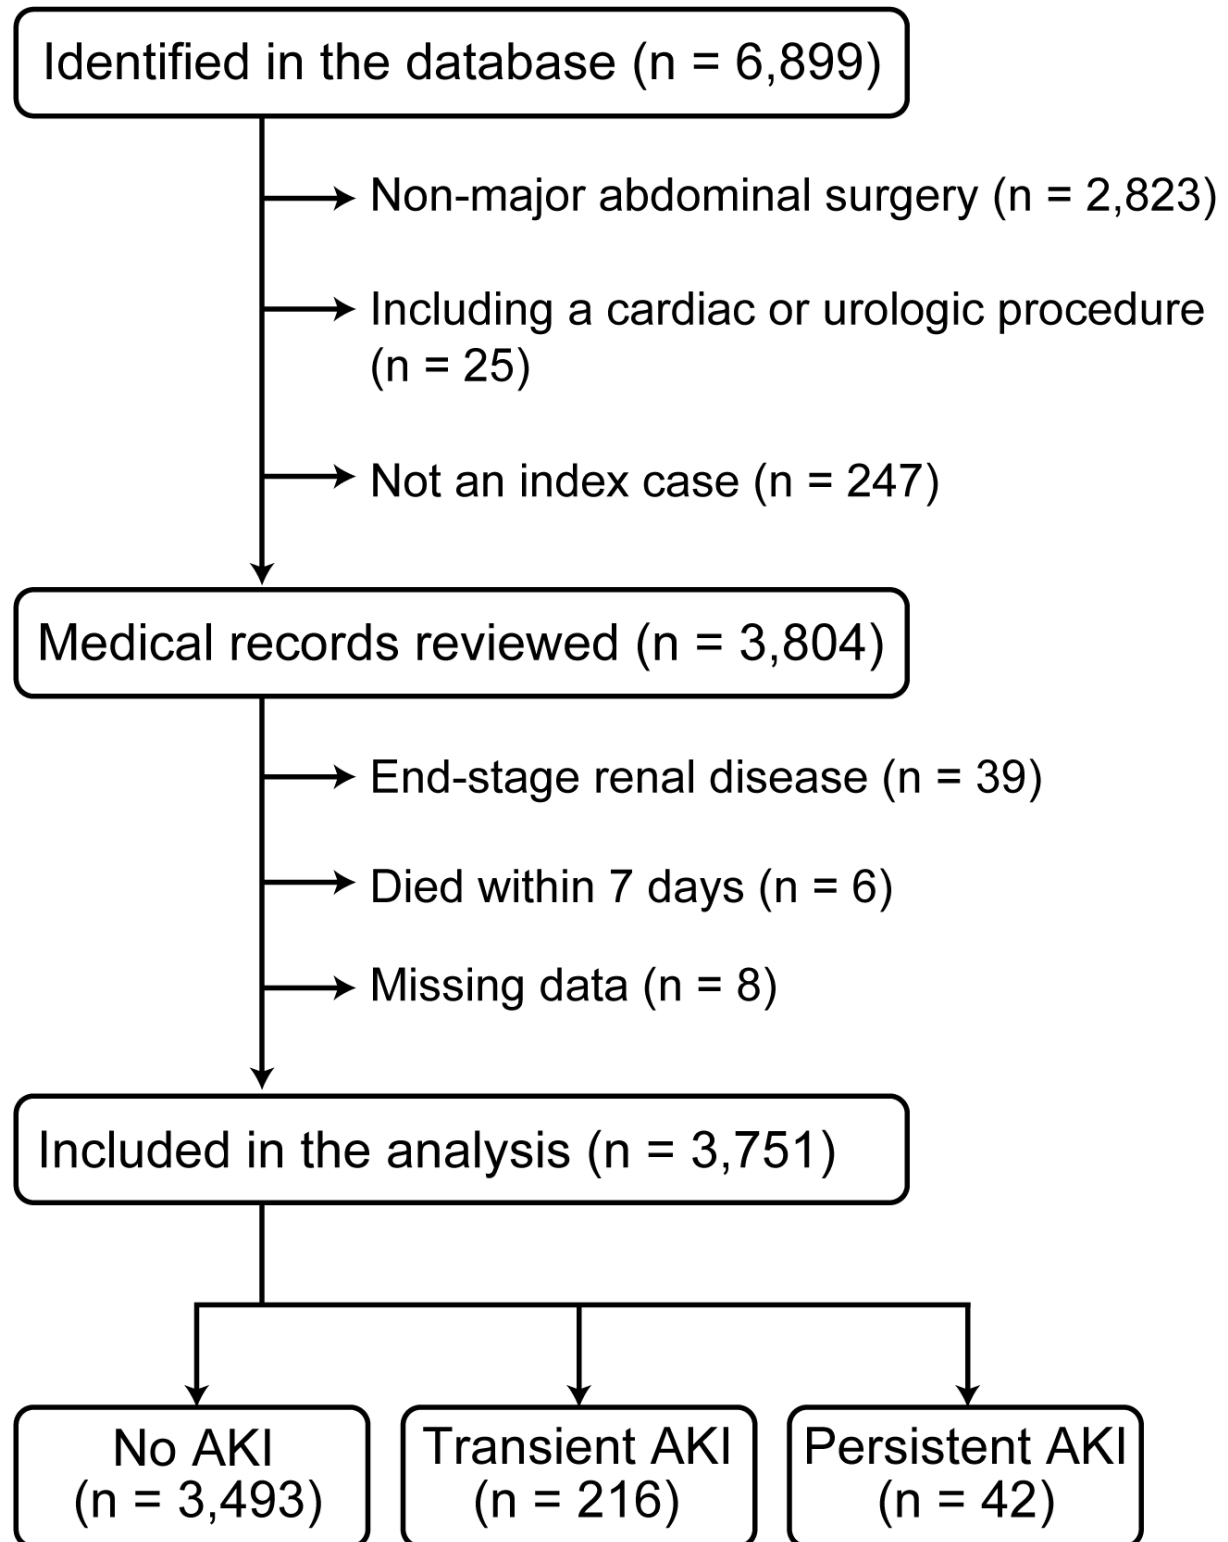 Identified in the database (n = 6,899)
Non-major abdominal surgery (n = 2,823)
Including a cardiac or urologic procedure
(n = 25)
Not an index case (n = 247)
Medical records reviewed (n = 3,804)
End-stage renal disease (n = 39)
Died within 7 days (n = 6)
Missing data (n = 8)
Included in the analysis (n = 3,751)
No AKI
(n = 3,493)
Transient AKI
(n = 216)
Persistent AKI
(n = 42)